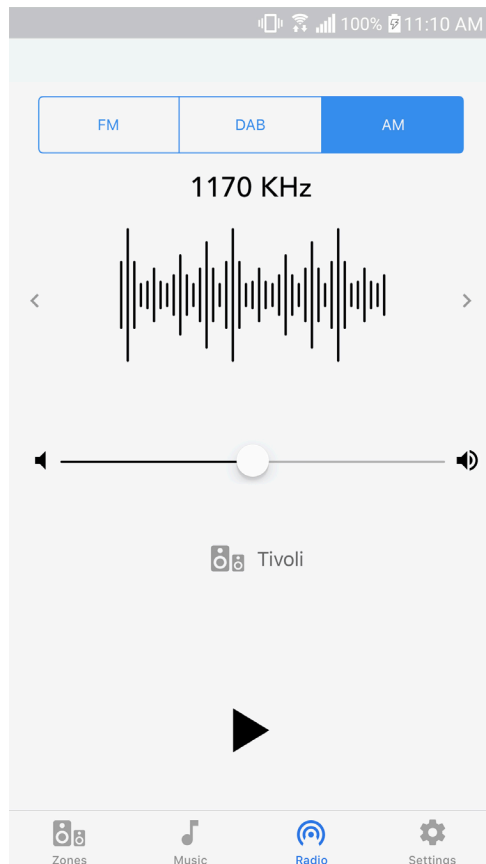 100% 11:10 AM
FM DAB AM
1170 KHz
Tivoli
Zones Music Radio Settings